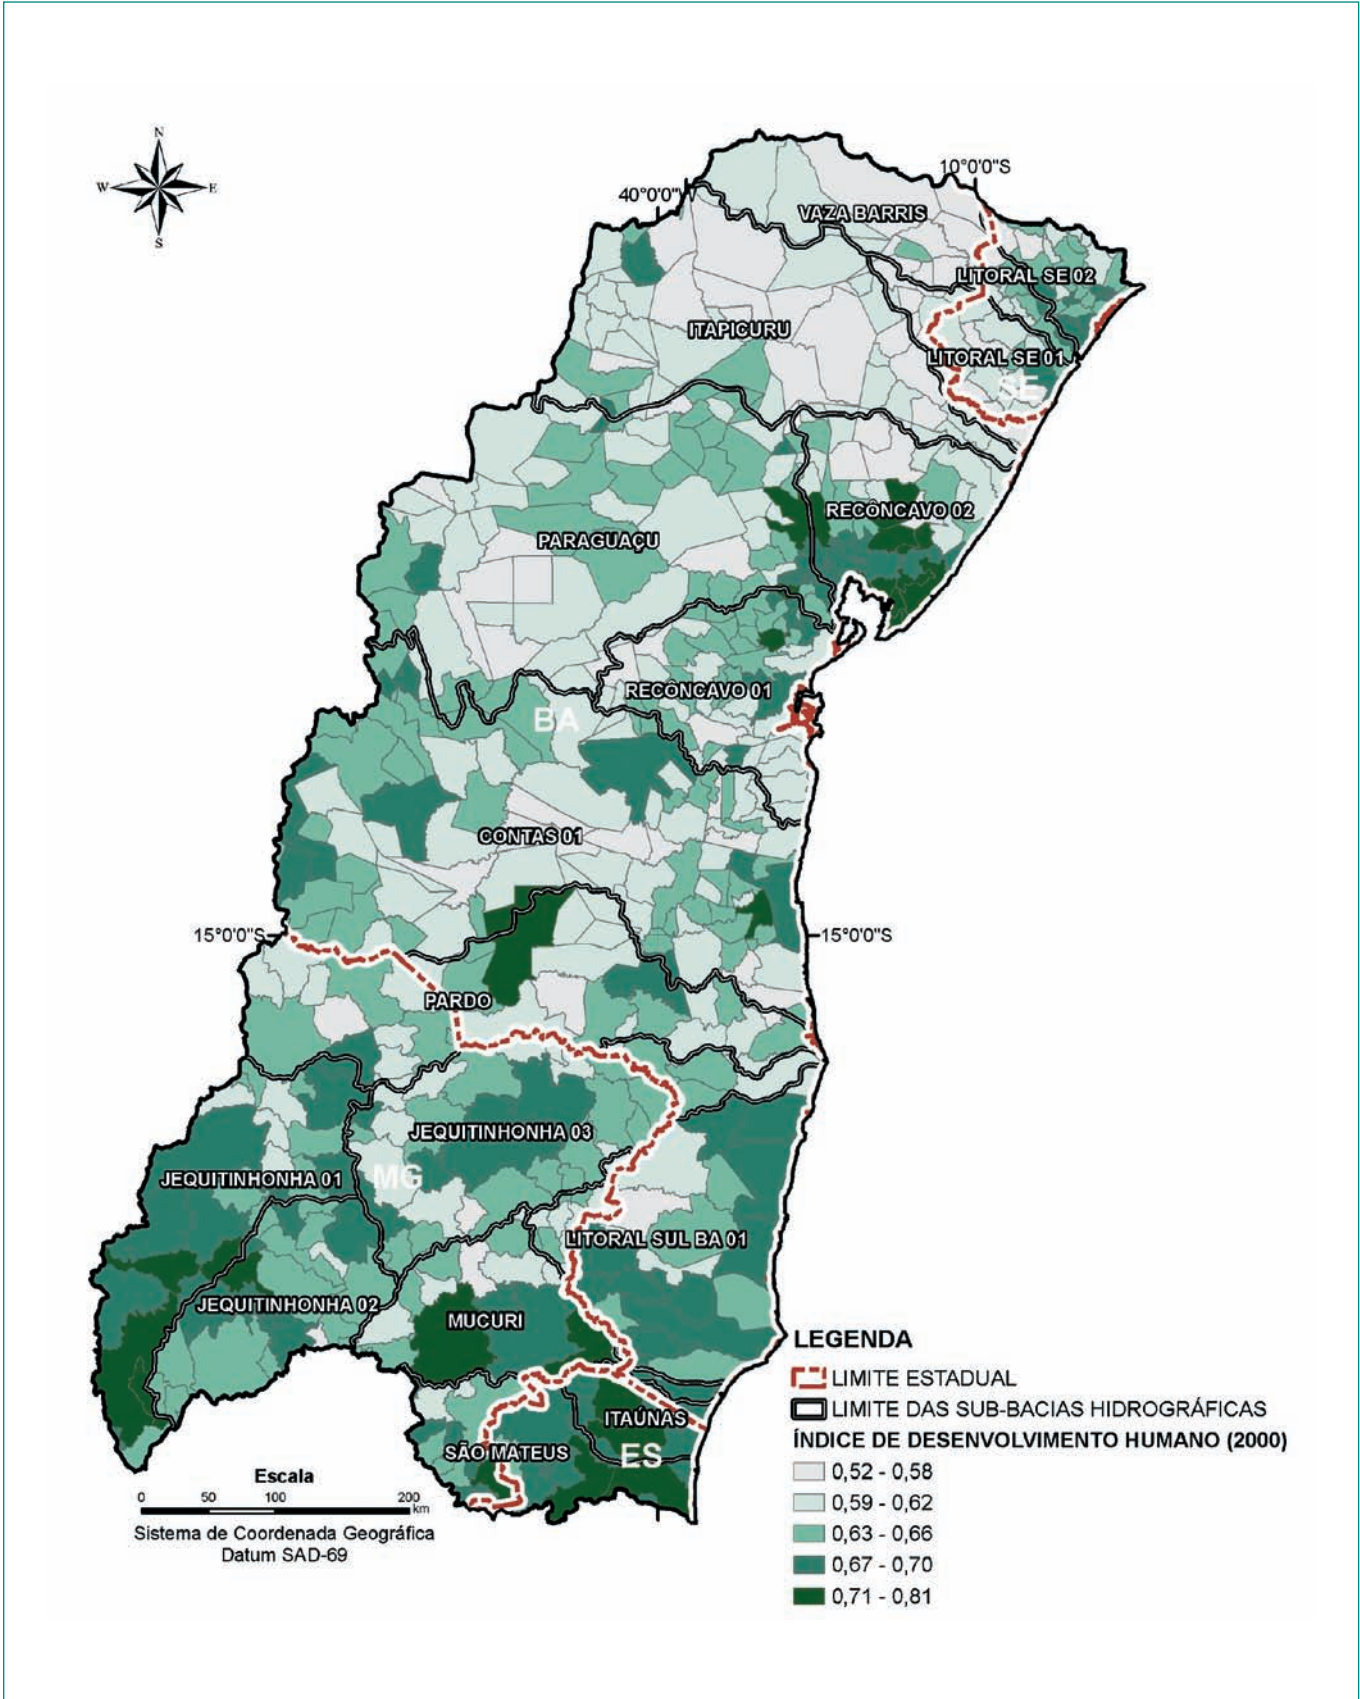 N
W E
S
10°0'0"S
40°0'0"W
VAZA BARRIS
LITORAL SE 02
ITAPICURU
LITORAL SE 01
SE
RECÔNCAVO 02
PARAGUAÇU
RECÔNCAVO 01
BA
CONTAS 01
15°0'0"S
15°0'0"S
PARDO
JEQUITINHONHA 03
MG
JEQUITINHONHA 01
LITORAL SUL BA 01
JEQUITINHONHA 02
MUCURI
ITAÚNAS
SÃO MATEUS
ES
LEGENDA
LIMITE ESTADUAL
LIMITE DAS SUB-BACIAS HIDROGRÁFICAS
ÍNDICE DE DESENVOLVIMENTO HUMANO (2000)
0,52 - 0,58
0,59 - 0,62
0,63 - 0,66
0,67 - 0,70
0,71 - 0,81
Escala
0 50 100 200
km
Sistema de Coordenada Geográfica
Datum SAD-69